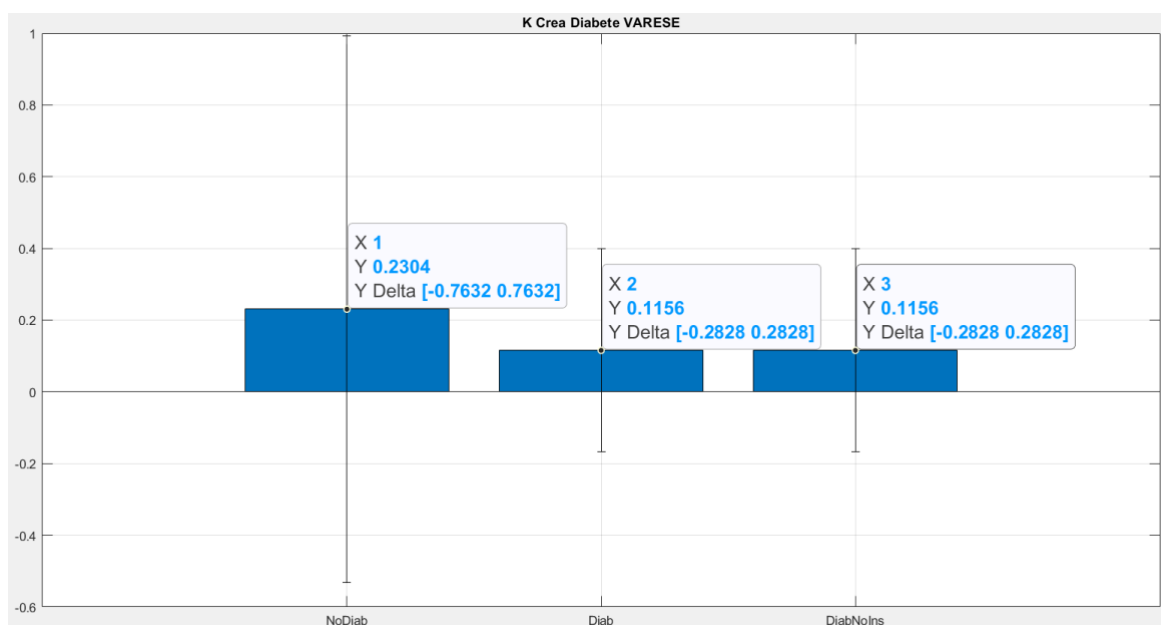 K Crea Diabete VARESE
1
0.8
0.6
0.4
0.2
0
-0.2
-0.4
-0.6
X 1
Y 0.2304
Y Delta [-0.7632 0.7632]
X 2
Y 0.1156
Y Delta [-0.2828 0.2828]
X 3
Y 0.1156
Y Delta [-0.2828 0.2828]
NoDiab
Diab
DiabNoIns